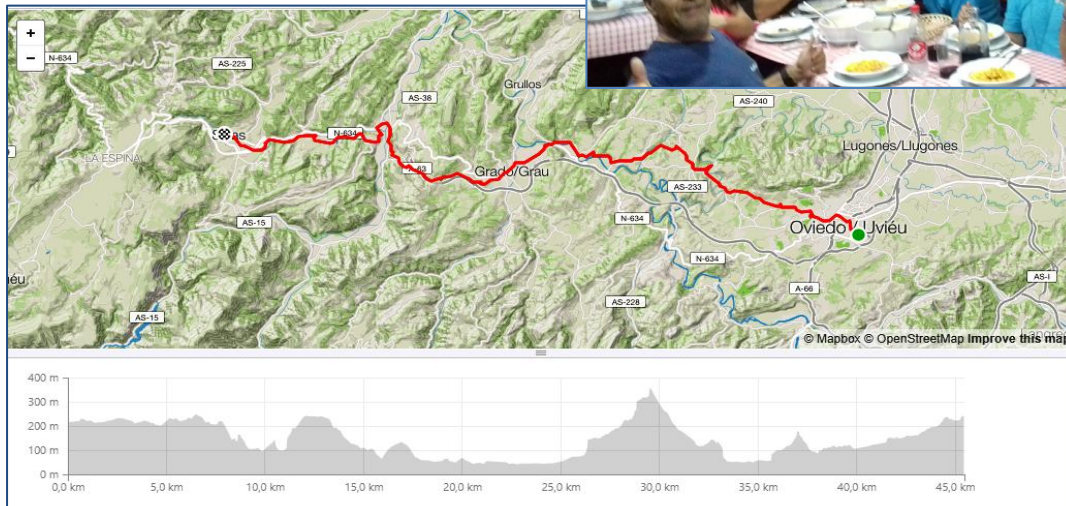 +
−
N-634
AS-225
AS-38
Grullos
AS-240
Lugones/Llugones
LA ESPINA
N-634
A-63
Grado/Grau
AS-233
AS-15
N-634
Oviedo / Uviéu
N-634
AS-I
A-66
AS-228
AS-15
© Mapbox © OpenStreetMap Improve this map
400 m
300 m
200 m
100 m
0 m
0,0 km 5,0 km 10,0 km 15,0 km 20,0 km 25,0 km 30,0 km 35,0 km 40,0 km 45,0 km